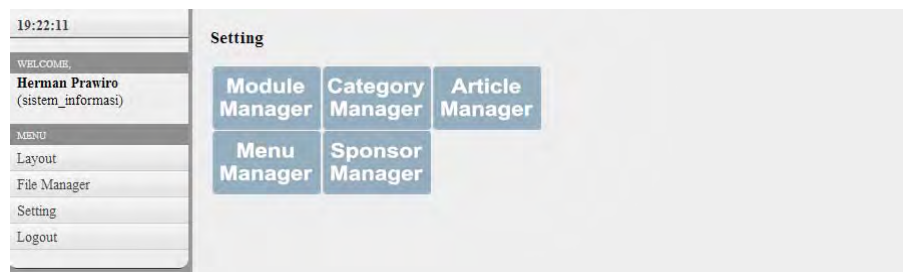 19:22:11
WELCOME,
Herman Prawiro
(sistem_informasi)
MENU
Layout
File Manager
Setting
Logout
Setting
Module Manager
Category Manager
Article Manager
Menu Manager
Sponsor Manager